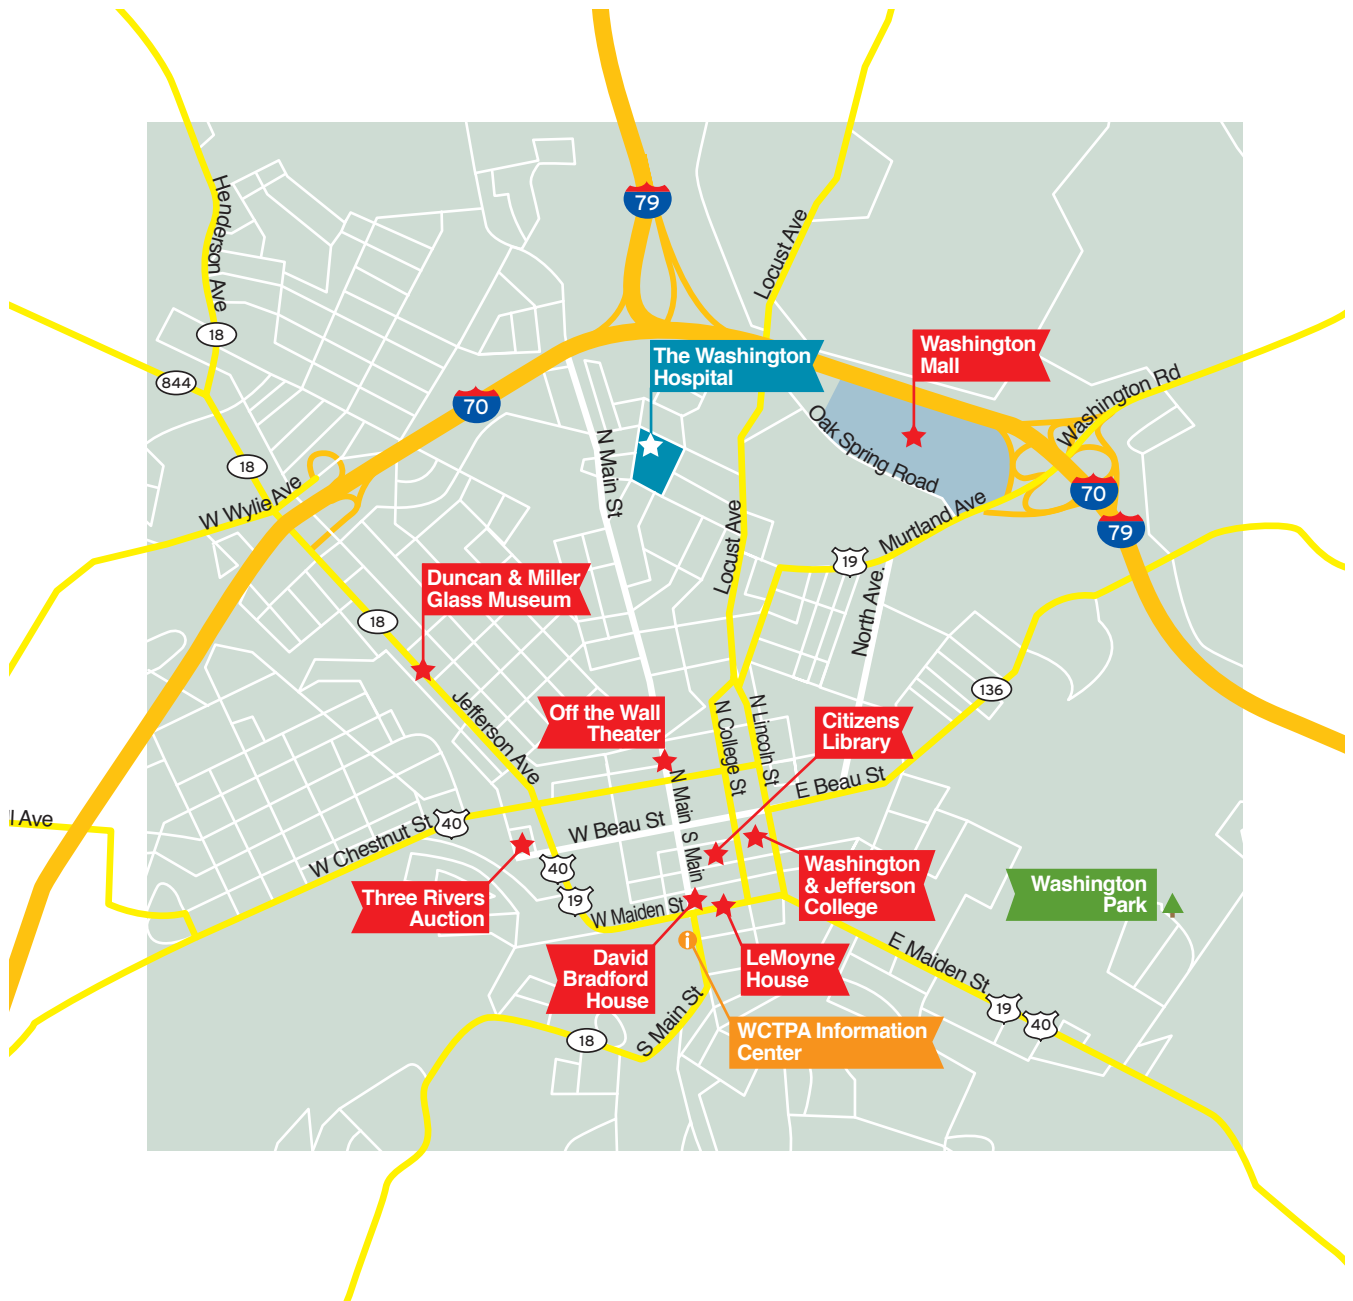 79
Henderson Ave
Locust Ave
18
The Washington
Hospital
Washington
Mall
844
70
Washington Rd
Oak Spring Road
N Main St
18
W Wylie Ave
70
Locust Ave
Murtland Ave
79
19
Duncan & Miller
Glass Museum
North Ave.
18
136
Jefferson Ave
Off the Wall
Theater
N College St
N Lincoln St
Citizens
Library
N Main
E Beau St
l Ave
40
W Chestnut St
W Beau St
S Main
40
Three Rivers
Auction
19
W Maiden St
Washington
& Jefferson
College
Washington
Park
David
Bradford
House
i
LeMoyne
House
E Maiden St
S Main St
18
WCTPA Information
Center
19
40